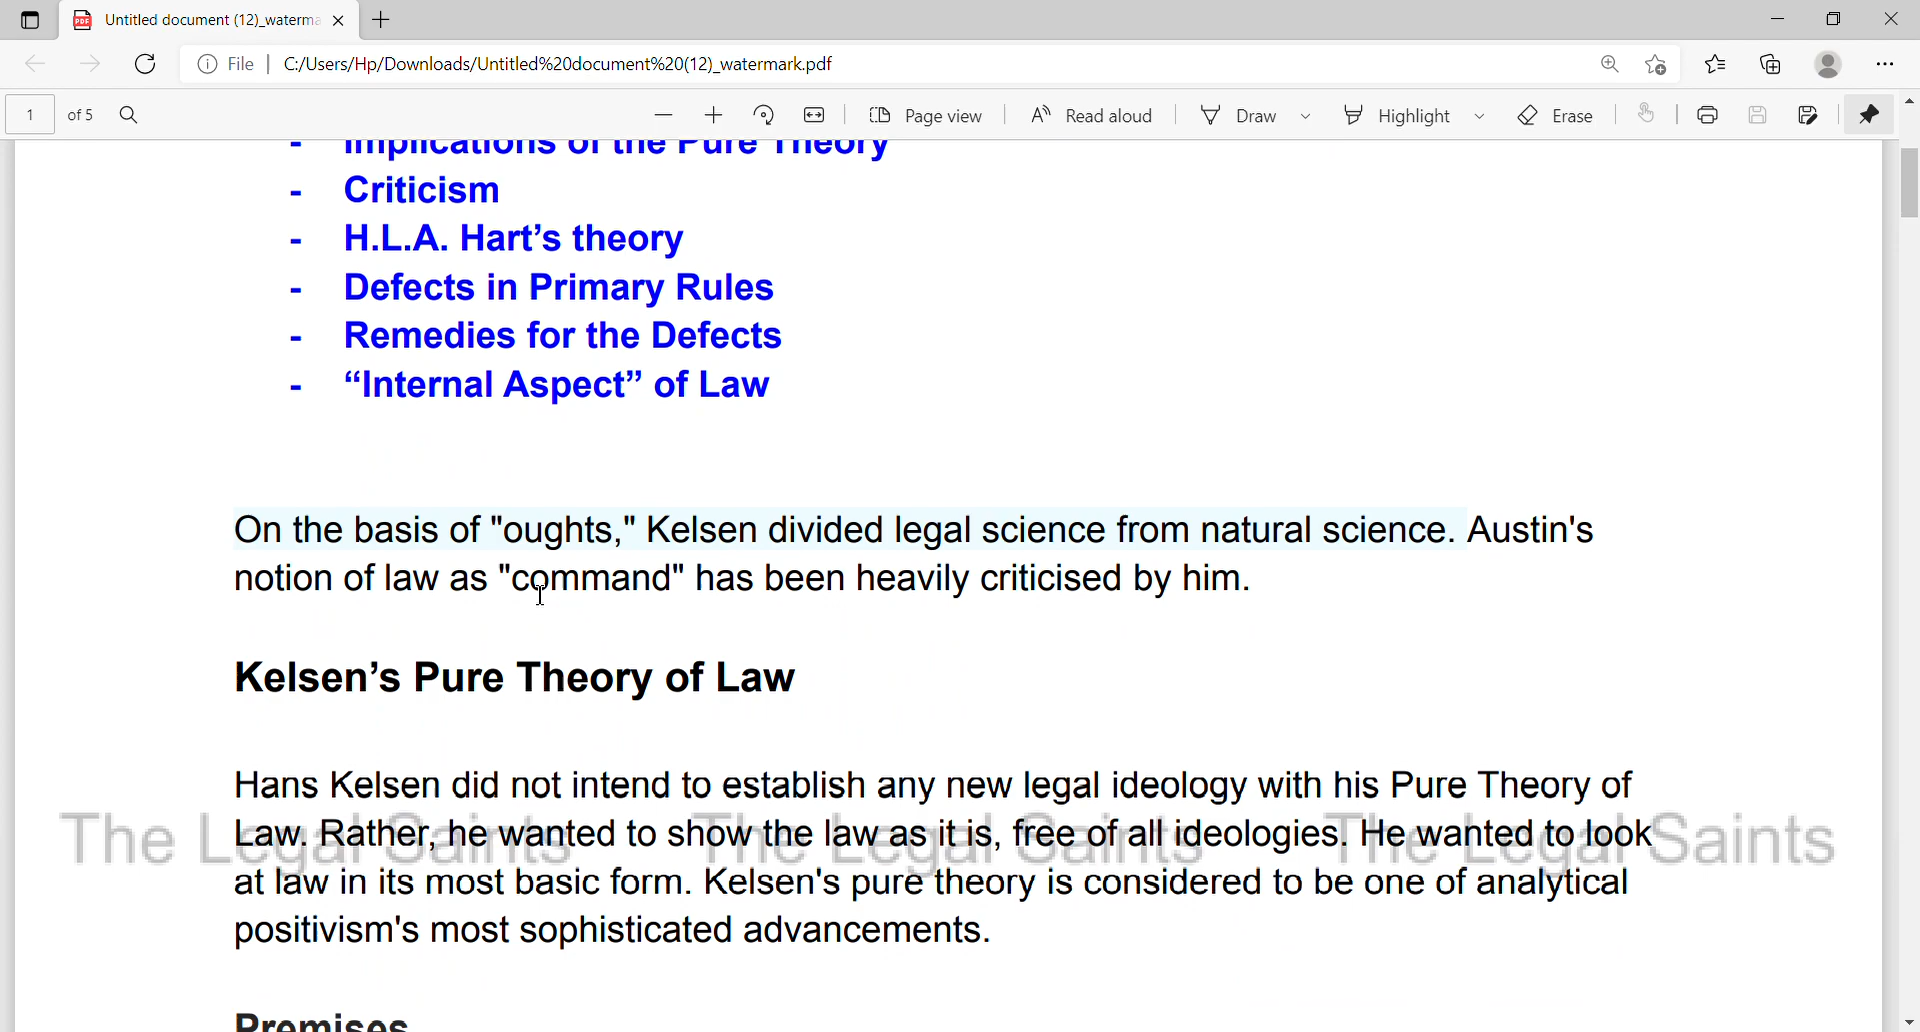 Untitled document (12)_waterma
File | C:/Users/Hp/Downloads/Untitled%20document%20(12)_watermark.pdf
1 of 5 Page view Read aloud Draw Highlight Erase
- Implications of the Pure Theory
- Criticism
- H.L.A. Hart’s theory
- Defects in Primary Rules
- Remedies for the Defects
- “Internal Aspect” of Law
On the basis of "oughts," Kelsen divided legal science from natural science. Austin's
notion of law as "command" has been heavily criticised by him.
Kelsen’s Pure Theory of Law
Hans Kelsen did not intend to establish any new legal ideology with his Pure Theory of
Law. Rather, he wanted to show the law as it is, free of all ideologies. He wanted to look
The Legal Saints The Legal Saints The Legal Saints
at law in its most basic form. Kelsen's pure theory is considered to be one of analytical
positivism's most sophisticated advancements.
Premises